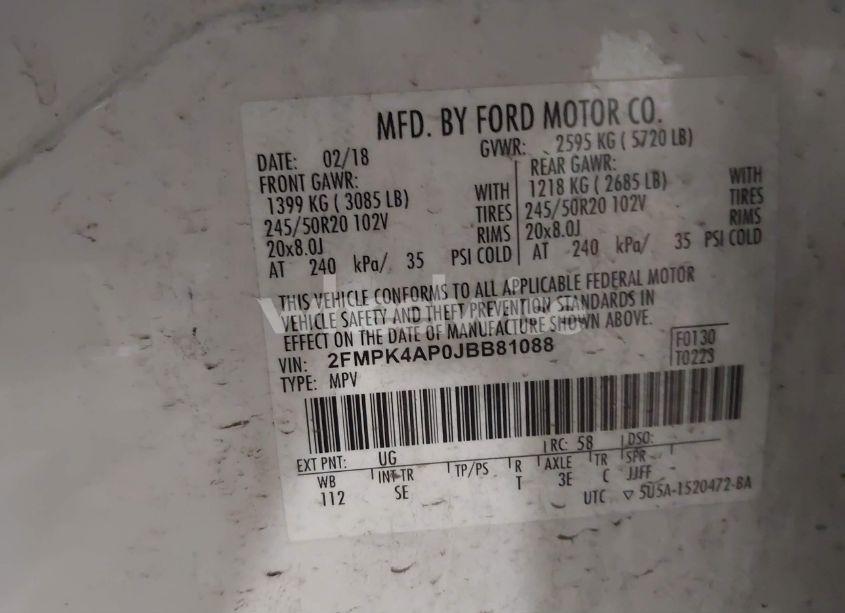 MFD. BY FORD MOTOR CO.
DATE: 02/18 GVWR: 2595 KG ( 5720 LB)
FRONT GAWR: REAR GAWR:
1399 KG ( 3085 LB) WITH 1218 KG ( 2685 LB) WITH
245/50R20 102V TIRES 245/50R20 102V TIRES
20x8.0J RIMS 20x8.0J RIMS
AT 240 kPa/ 35 PSI COLD AT 240 kPa/ 35 PSI COLD
THIS VEHICLE CONFORMS TO ALL APPLICABLE FEDERAL MOTOR
VEHICLE SAFETY AND THEFT PREVENTION STANDARDS IN
EFFECT ON THE DATE OF MANUFACTURE SHOWN ABOVE.
VIN: 2FMPK4AP0JBB81088 F0130
TYPE: MPV T0223
EXT PNT: UG RC: 58 DSO:
WB INT TR TP/PS R AXLE TR SPR
112 SE T 3E C JJFF
UTC ▽ 5U5A-1520472-BA